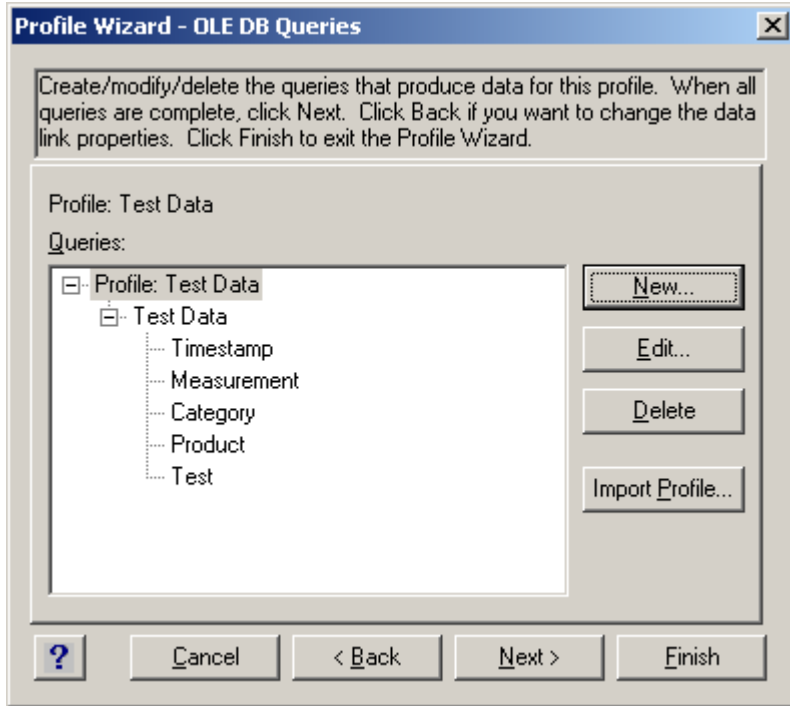 Profile Wizard - OLE DB Queries
Create/modify/delete the queries that produce data for this profile. When all
queries are complete, click Next. Click Back if you want to change the data
link properties. Click Finish to exit the Profile Wizard.
Profile: Test Data
Queries:
Profile: Test Data
Test Data
Timestamp
Measurement
Category
Product
Test
New...
Edit...
Delete
Import Profile...
?
Cancel
< Back
Next >
Finish